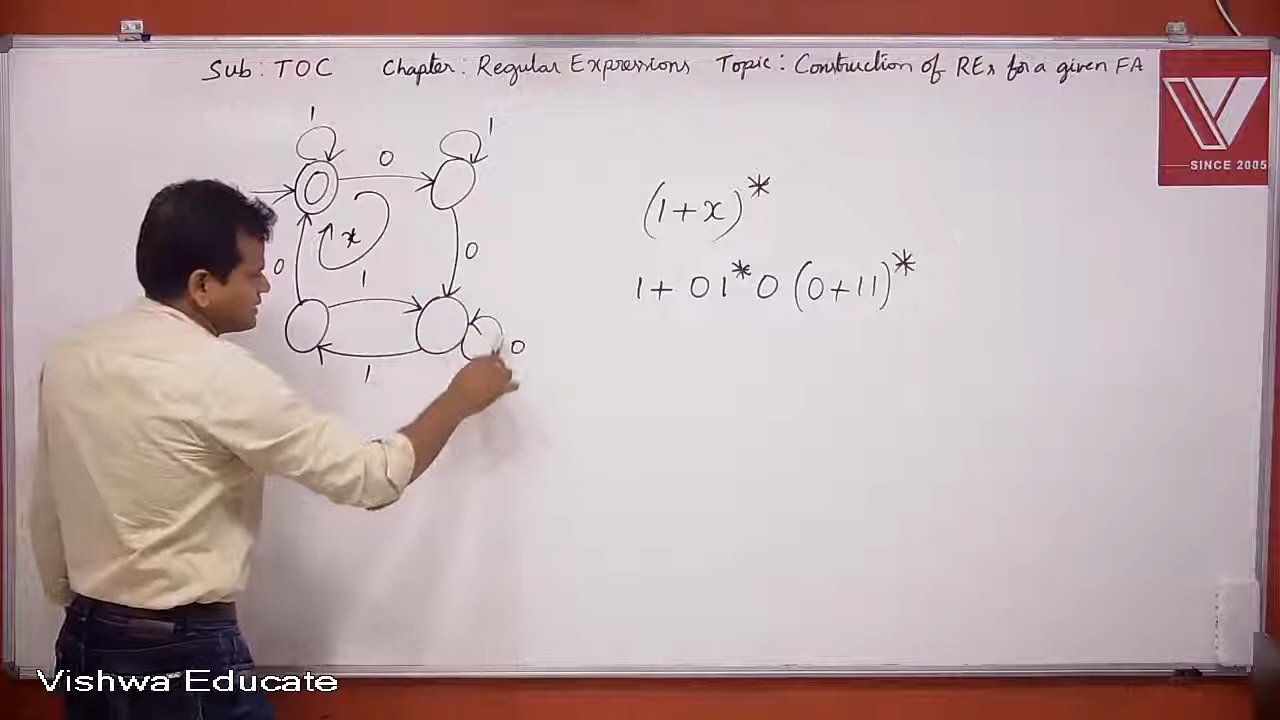 Sub : TOC Chapter : Regular Expressions Topic : Construction of REs for a given FA
SINCE 2005
1
1
0
(1+x)*
x
0
0
1
1+ 01*0 (0+11)*
0
1
Vishwa Educate